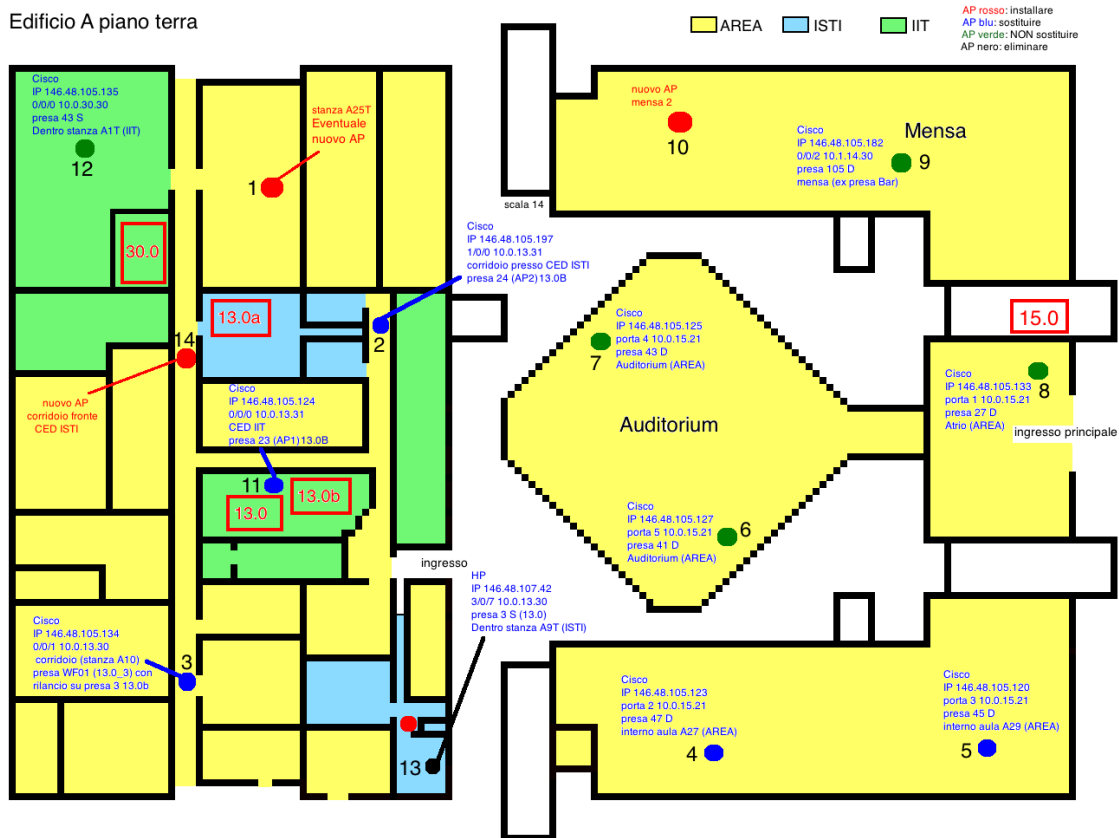 Edificio A piano terra
AREA
ISTI
IIT
AP rosso: installare
AP blu: sostituire
AP verde: NON sostituire
AP nero: eliminare
Cisco
IP 146.48.105.135
0/0/0 10.0.30.30
presa 43 S
Dentro stanza A1T (IIT)
12
stanza A25T
Eventuale
nuovo AP
1
nuovo AP
mensa 2
10
Cisco
IP 146.48.105.182
0/0/2 10.1.14.30
presa 105 D
mensa (ex presa Bar)
Mensa
9
scala 14
30.0
Cisco
IP 146.48.105.197
1/0/0 10.0.13.31
corridoio presso CED ISTI
presa 24 (AP2)13.0B
13.0a
2
14
nuovo AP
corridoio fronte
CED ISTI
Cisco
IP 146.48.105.125
porta 4 10.0.15.21
presa 43 D
Auditorium (AREA)
7
15.0
Cisco
IP 146.48.105.133
porta 1 10.0.15.21
presa 27 D
Atrio (AREA)
8
ingresso principale
Cisco
IP 146.48.105.124
0/0/0 10.0.13.31
CED IIT
presa 23 (AP1)13.0B
Auditorium
11
13.0
13.0b
Cisco
IP 146.48.105.127
porta 5 10.0.15.21
presa 41 D
Auditorium (AREA)
6
ingresso
HP
IP 146.48.107.42
3/0/7 10.0.13.30
presa 3 S (13.0)
Dentro stanza A9T (ISTI)
Cisco
IP 146.48.105.134
0/0/1 10.0.13.30
corridoio (stanza A10)
presa WF01 (13.0_3) con
rilancio su presa 3 13.0b
3
13
Cisco
IP 146.48.105.123
porta 2 10.0.15.21
presa 47 D
interno aula A27 (AREA)
4
Cisco
IP 146.48.105.120
porta 3 10.0.15.21
presa 45 D
interno aula A29 (AREA)
5